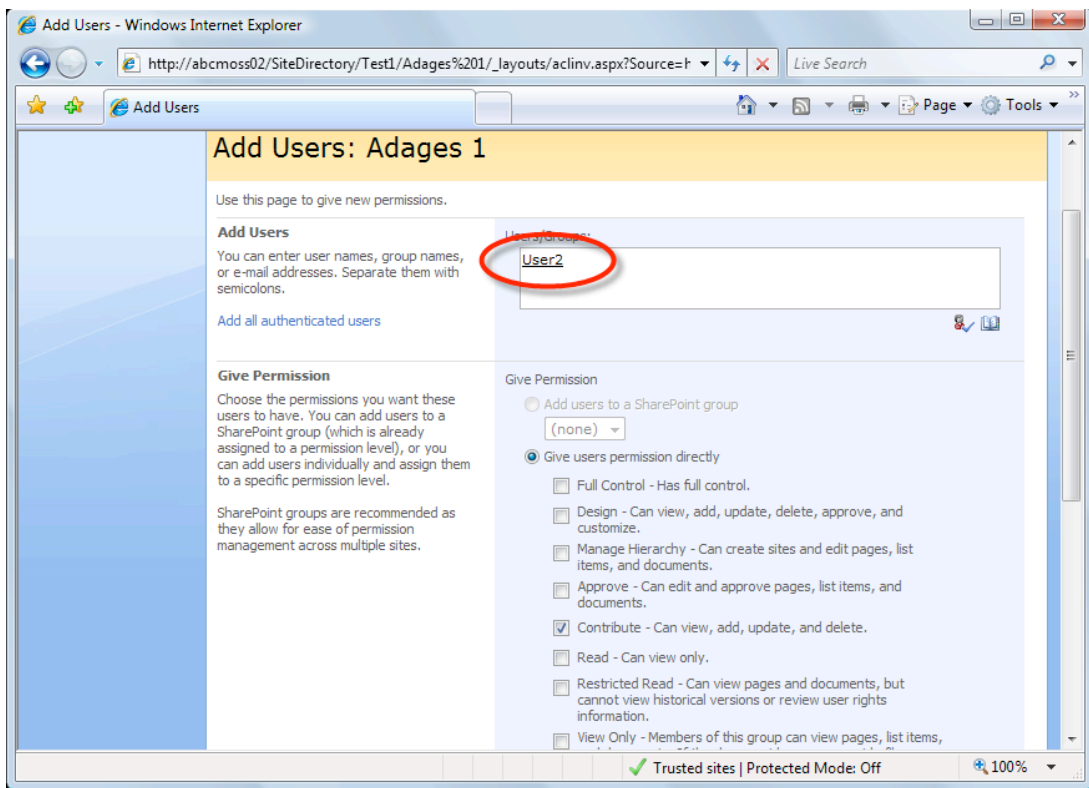 Add Users - Windows Internet Explorer
http://abcmoss02/SiteDirectory/Test1/Adages%201/_layouts/aclinv.aspx?Source=h
Live Search
Add Users
Page
Tools
Add Users: Adages 1
Use this page to give new permissions.
Add Users
You can enter user names, group names,
or e-mail addresses. Separate them with
semicolons.
Add all authenticated users
Users/Groups:
User2
Give Permission
Choose the permissions you want these
users to have. You can add users to a
SharePoint group (which is already
assigned to a permission level), or you
can add users individually and assign them
to a specific permission level.
SharePoint groups are recommended as
they allow for ease of permission
management across multiple sites.
Give Permission
Add users to a SharePoint group
(none)
Give users permission directly
Full Control - Has full control.
Design - Can view, add, update, delete, approve, and
customize.
Manage Hierarchy - Can create sites and edit pages, list
items, and documents.
Approve - Can edit and approve pages, list items, and
documents.
Contribute - Can view, add, update, and delete.
Read - Can view only.
Restricted Read - Can view pages and documents, but
cannot view historical versions or review user rights
information.
View Only - Members of this group can view pages, list items,
Trusted sites | Protected Mode: Off
100%